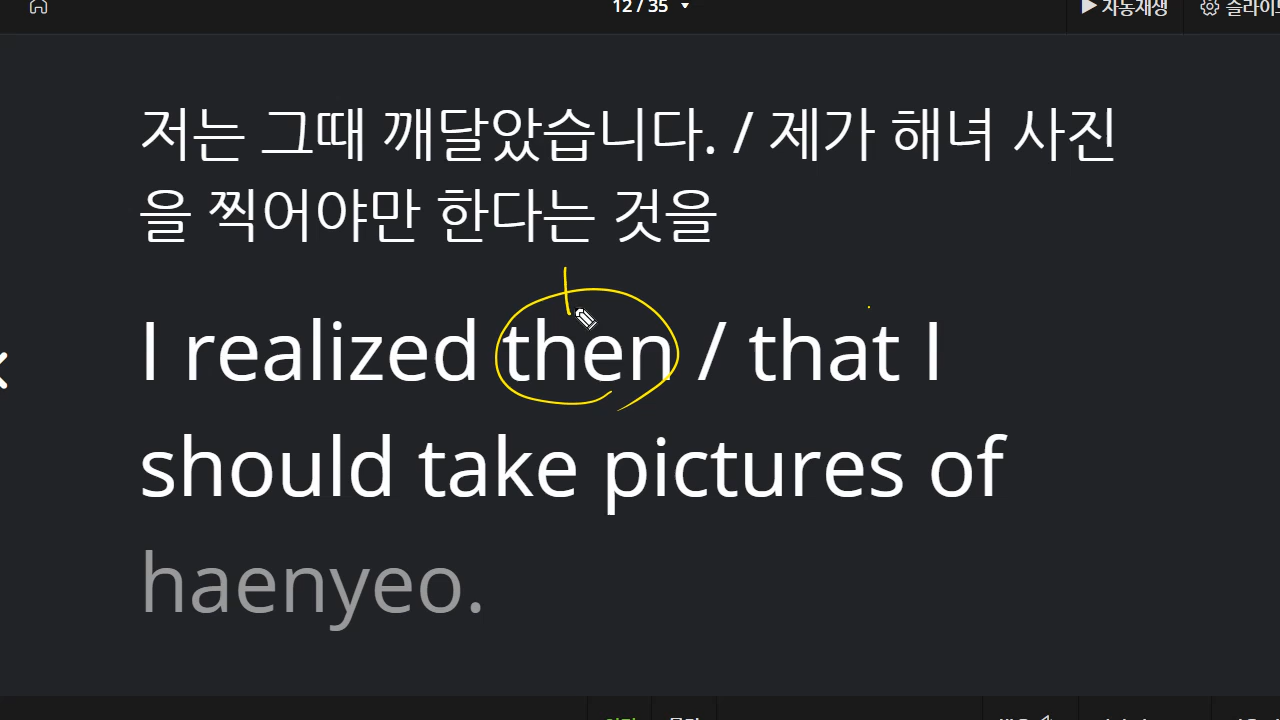 12 / 35
자동재생
저는 그때 깨달았습니다. / 제가 해녀 사진
을 찍어야만 한다는 것을
I realized then / that I
should take pictures of
haenyeo.